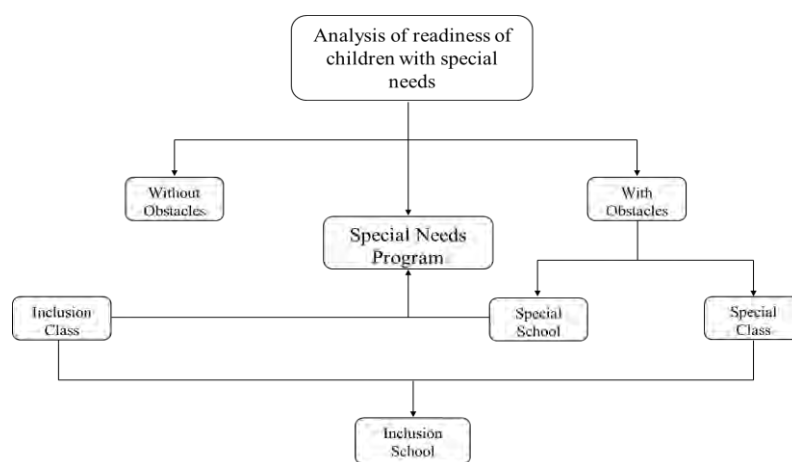 Analysis of readiness of
children with special
needs
Without
Obstacles
With
Obstacles
Special Needs
Program
Inclusion
Class
Special
School
Special
Class
Inclusion
School